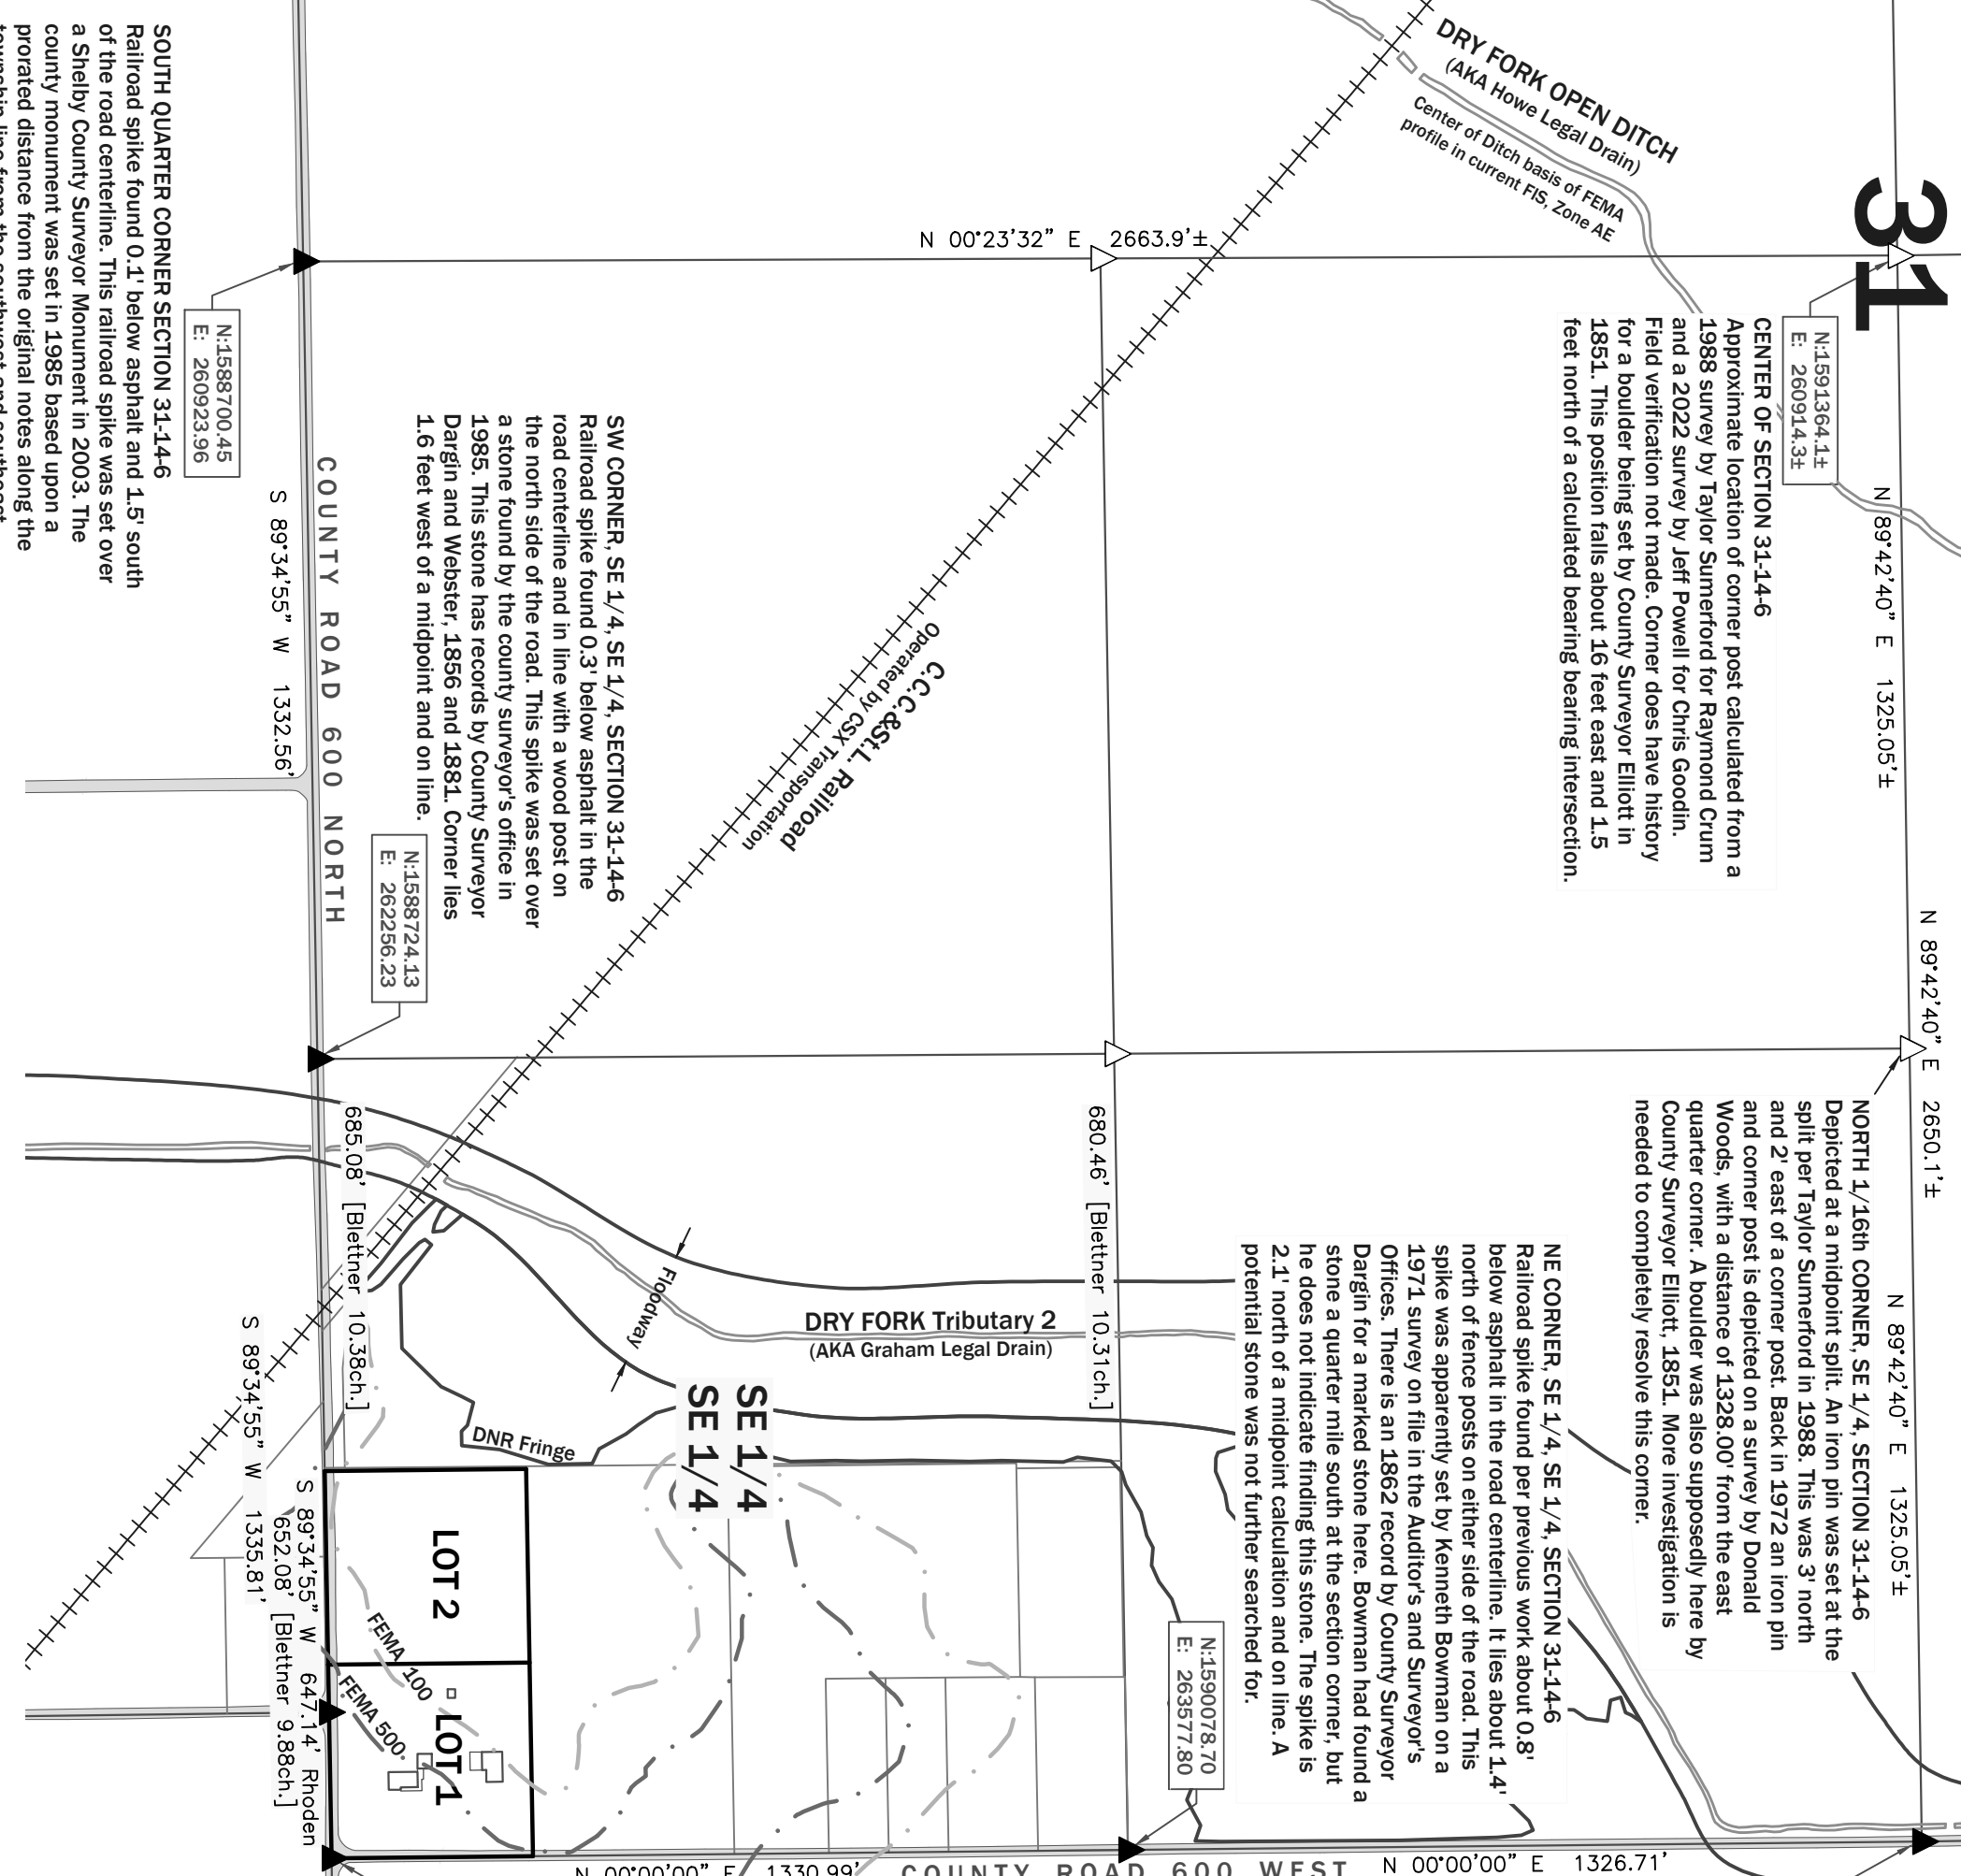 DRY FORK OPEN DITCH
(AKA Howe Legal Drain)
Center of Ditch basis of FEMA
profile in current FIS, Zone AE
31
N:1591364.1±
E: 260914.3±
N 89°42'40" E 1325.05'±
N 89°42'40" E 2650.1'±
N 89°42'40" E 1325.05'±
CENTER OF SECTION 31-14-6
Approximate location of corner post calculated from a
1988 survey by Taylor Sumerford for Raymond Crum
and a 2022 survey by Jeff Powell for Chris Goodin.
Field verification not made. Corner does have history
for a boulder being set by County Surveyor Elliott in
1851. This position falls about 16 feet east and 1.5
feet north of a calculated bearing bearing intersection.
NORTH 1/16th CORNER, SE 1/4, SECTION 31-14-6
Depicted at a midpoint split. An iron pin was set at the
split per Taylor Sumerford in 1988. This was 3' north
and 2' east of a corner post. Back in 1972 an iron pin
and corner post is depicted on a survey by Donald
Woods, with a distance of 1328.00' from the east
quarter corner. A boulder was also supposedly here by
County Surveyor Elliott, 1851. More investigation is
needed to completely resolve this corner.
NE CORNER, SE 1/4, SE 1/4, SECTION 31-14-6
Railroad spike found per previous work about 0.8'
below asphalt in the road centerline. It lies about 1.4'
north of fence posts on either side of the road. This
spike was apparently set by Kenneth Bowman on a
1971 survey on file in the Auditor's and Surveyor's
Offices. There is an 1862 record by County Surveyor
Dargin for a marked stone here. Bowman had found a
stone a quarter mile south at the section corner, but
he does not indicate finding this stone. The spike is
2.1' north of a midpoint calculation and on line. A
potential stone was not further searched for.
N:1590078.70
E: 263577.80
N 00°23'32" E 2663.9'±
C.C.C.&St.L. Railroad
Operated by CSX Transportation
680.46' [Blettner 10.31ch.]
DRY FORK Tributary 2
(AKA Graham Legal Drain)
Floodway
SE 1/4
SE 1/4
DNR Fringe
SW CORNER, SE 1/4, SE 1/4, SECTION 31-14-6
Railroad spike found 0.3' below asphalt in the
road centerline and in line with a wood post on
the north side of the road. This spike was set over
a stone found by the county surveyor's office in
1985. This stone has records by County Surveyor
Dargin and Webster, 1856 and 1881. Corner lies
1.6 feet west of a midpoint and on line.
N:1588724.13
E: 262256.23
LOT 2
LOT 1
FEMA 100
FEMA 500
685.08' [Blettner 10.38ch.]
COUNTY ROAD 600 NORTH
S 89°34'55" W 1332.56'
S 89°34'55" W 1335.81'
S 89°34'55" W 647.14' Rhoden
652.08' [Blettner 9.88ch.]
N:1588700.45
E: 260923.96
SOUTH QUARTER CORNER SECTION 31-14-6
Railroad spike found 0.1' below asphalt and 1.5' south
of the road centerline. This railroad spike was set over
a Shelby County Surveyor Monument in 2003. The
county monument was set in 1985 based upon a
prorated distance from the original notes along the
township line from the southwest and southeast
N 00°00'00" E 1330.99'
COUNTY ROAD 600 WEST
N 00°00'00" E 1326.71'